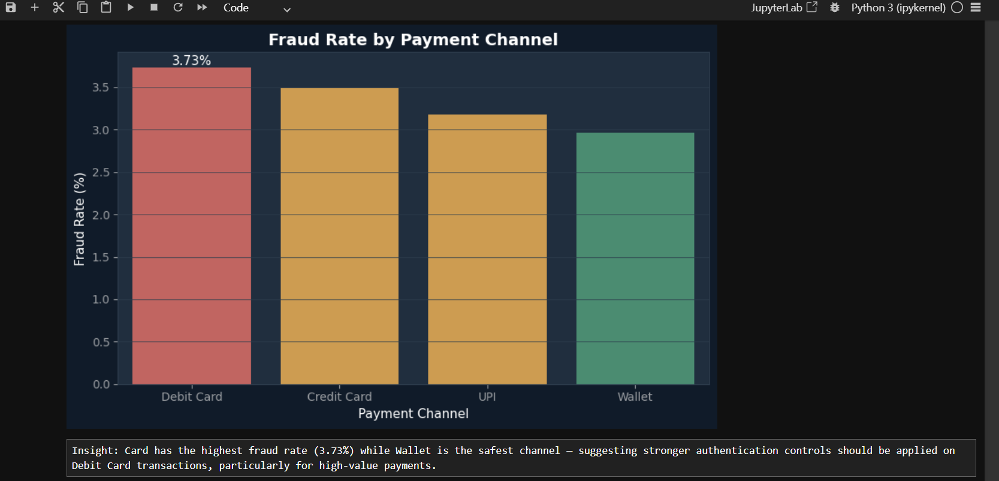 Code
JupyterLab
Python 3 (ipykernel)
Fraud Rate by Payment Channel
3.73%
3.5
3.0
2.5
2.0
1.5
1.0
0.5
0.0
Fraud Rate (%)
Debit Card
Credit Card
UPI
Wallet
Payment Channel
Insight: Card has the highest fraud rate (3.73%) while Wallet is the safest channel — suggesting stronger authentication controls should be applied on
Debit Card transactions, particularly for high-value payments.